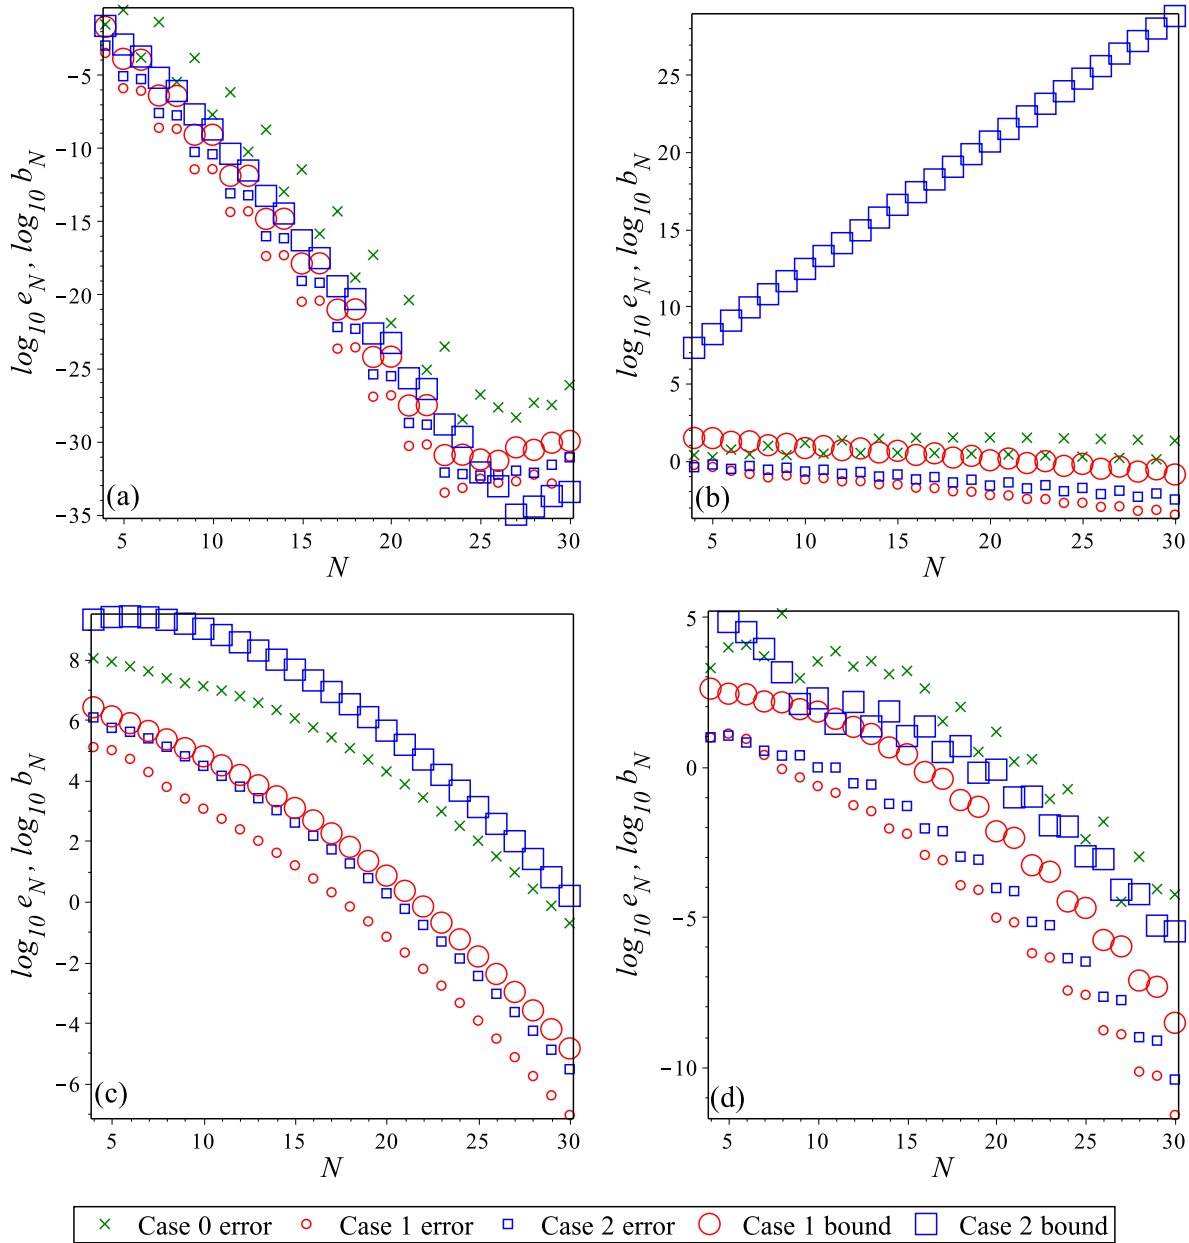 log10 eN, log10 bN
−5
−10
−15
−20
−25
−30
−35
(a)
5 10 15 20 25 30
N
log10 eN, log10 bN
25
20
15
10
5
0
(b)
5 10 15 20 25 30
N
log10 eN, log10 bN
8
6
4
2
0
−2
−4
−6
(c)
5 10 15 20 25 30
N
log10 eN, log10 bN
5
0
−5
−10
(d)
5 10 15 20 25 30
N
Case 0 error Case 1 error Case 2 error Case 1 bound Case 2 bound